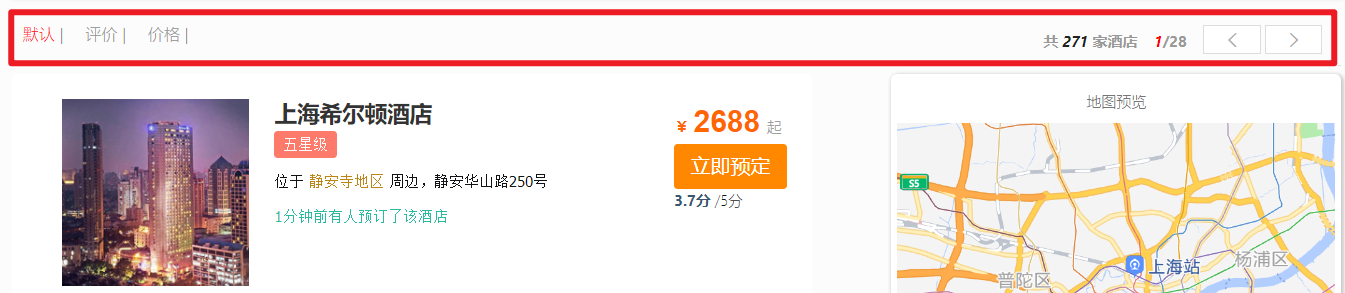 默认 | 评价 | 价格 |
共 271 家酒店 1/28
上海希尔顿酒店
五星级
位于 静安寺地区 周边，静安华山路250号
1分钟前有人预订了该酒店
¥ 2688 起
立即预定
3.7分 /5分
地图预览
S5
上海站
杨浦区
普陀区